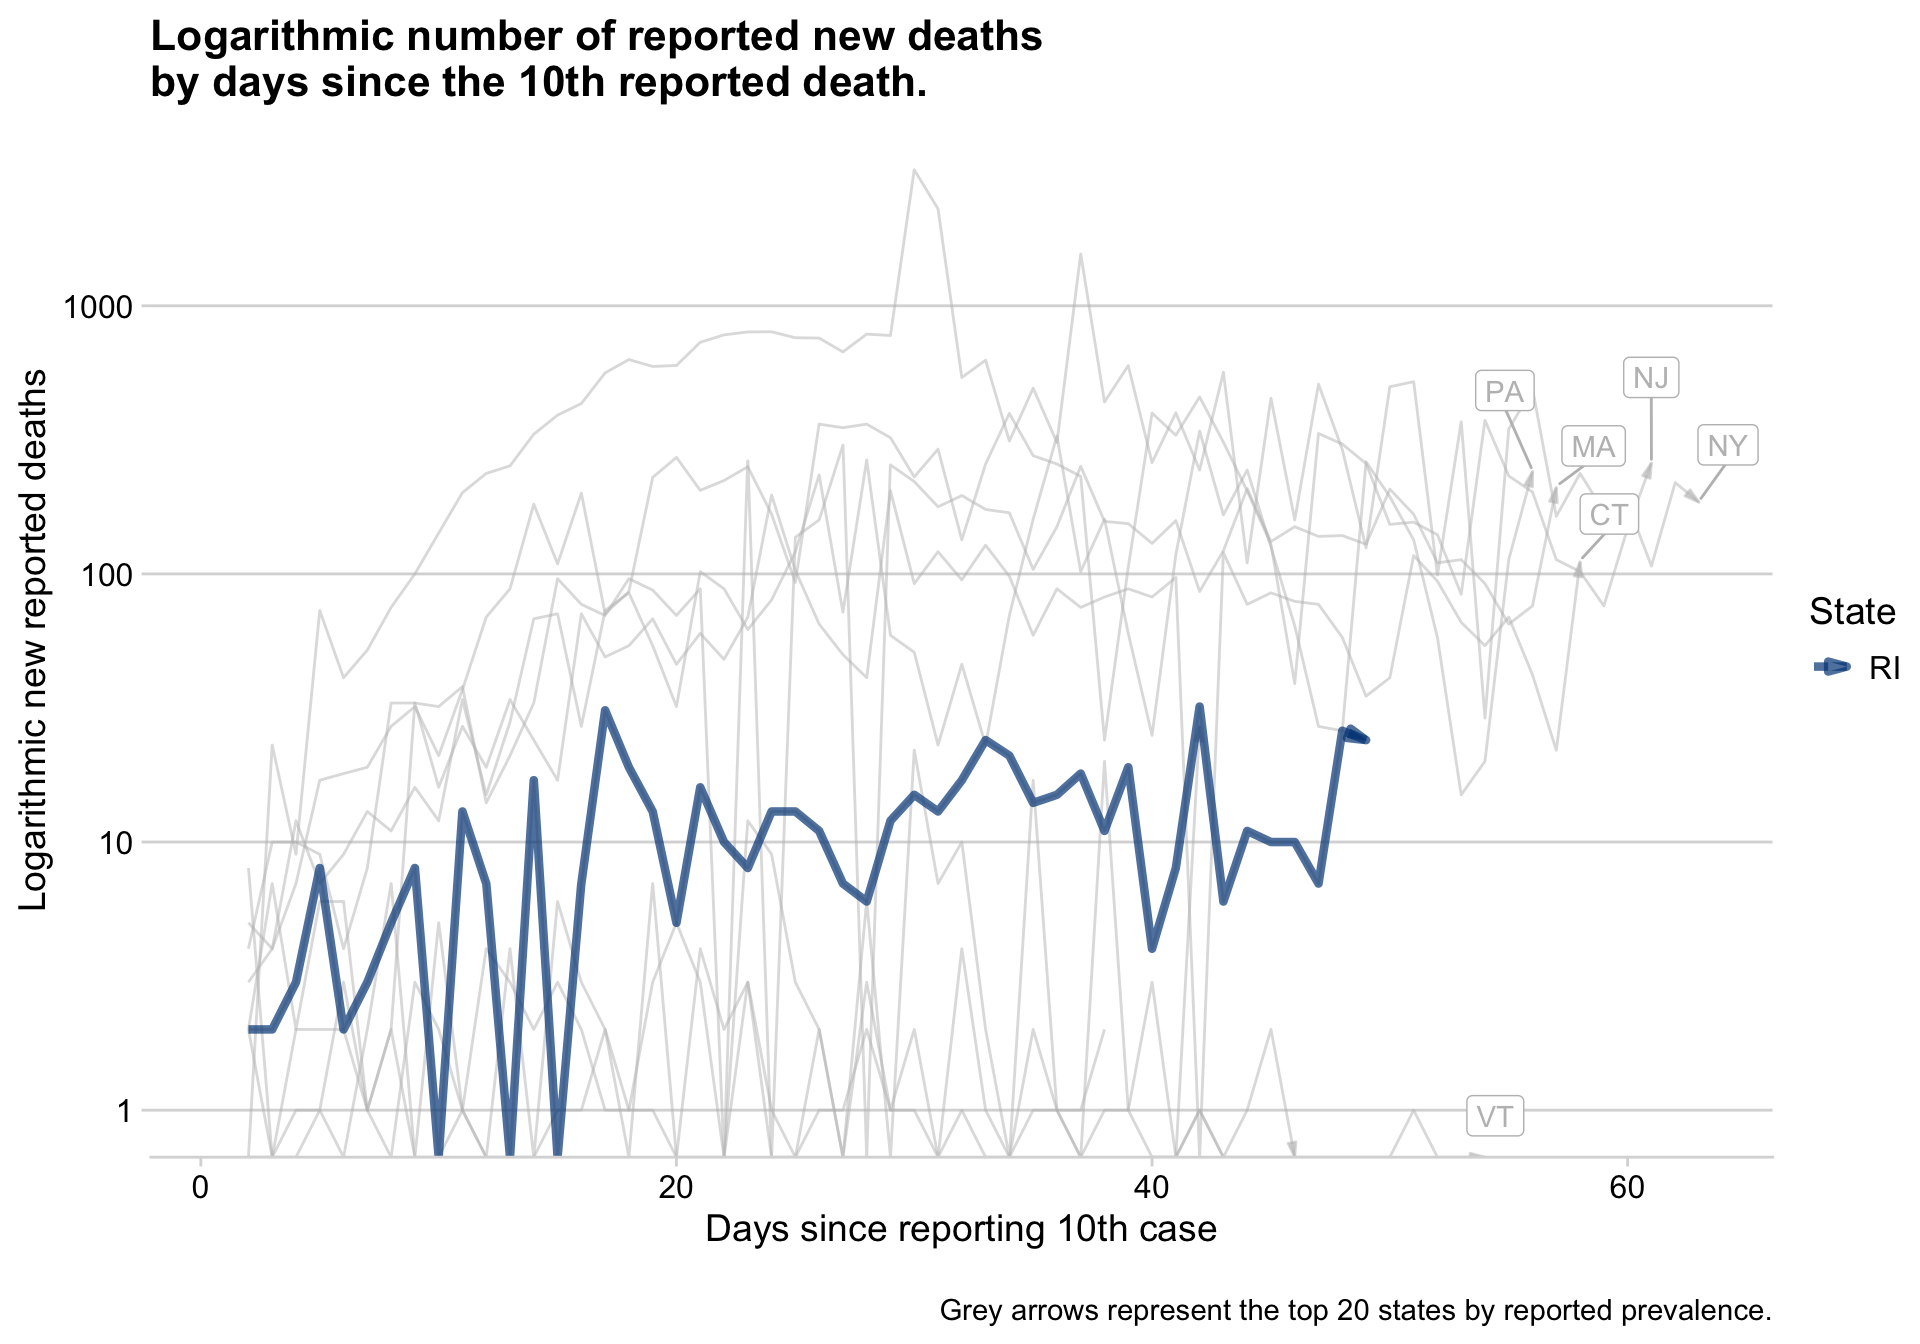 Logarithmic number of reported new deaths
by days since the 10th reported death.
Logarithmic new reported deaths
1000
100
10
1
PA
NJ
MA
NY
CT
VT
State
RI
0 20 40 60
Days since reporting 10th case
Grey arrows represent the top 20 states by reported prevalence.